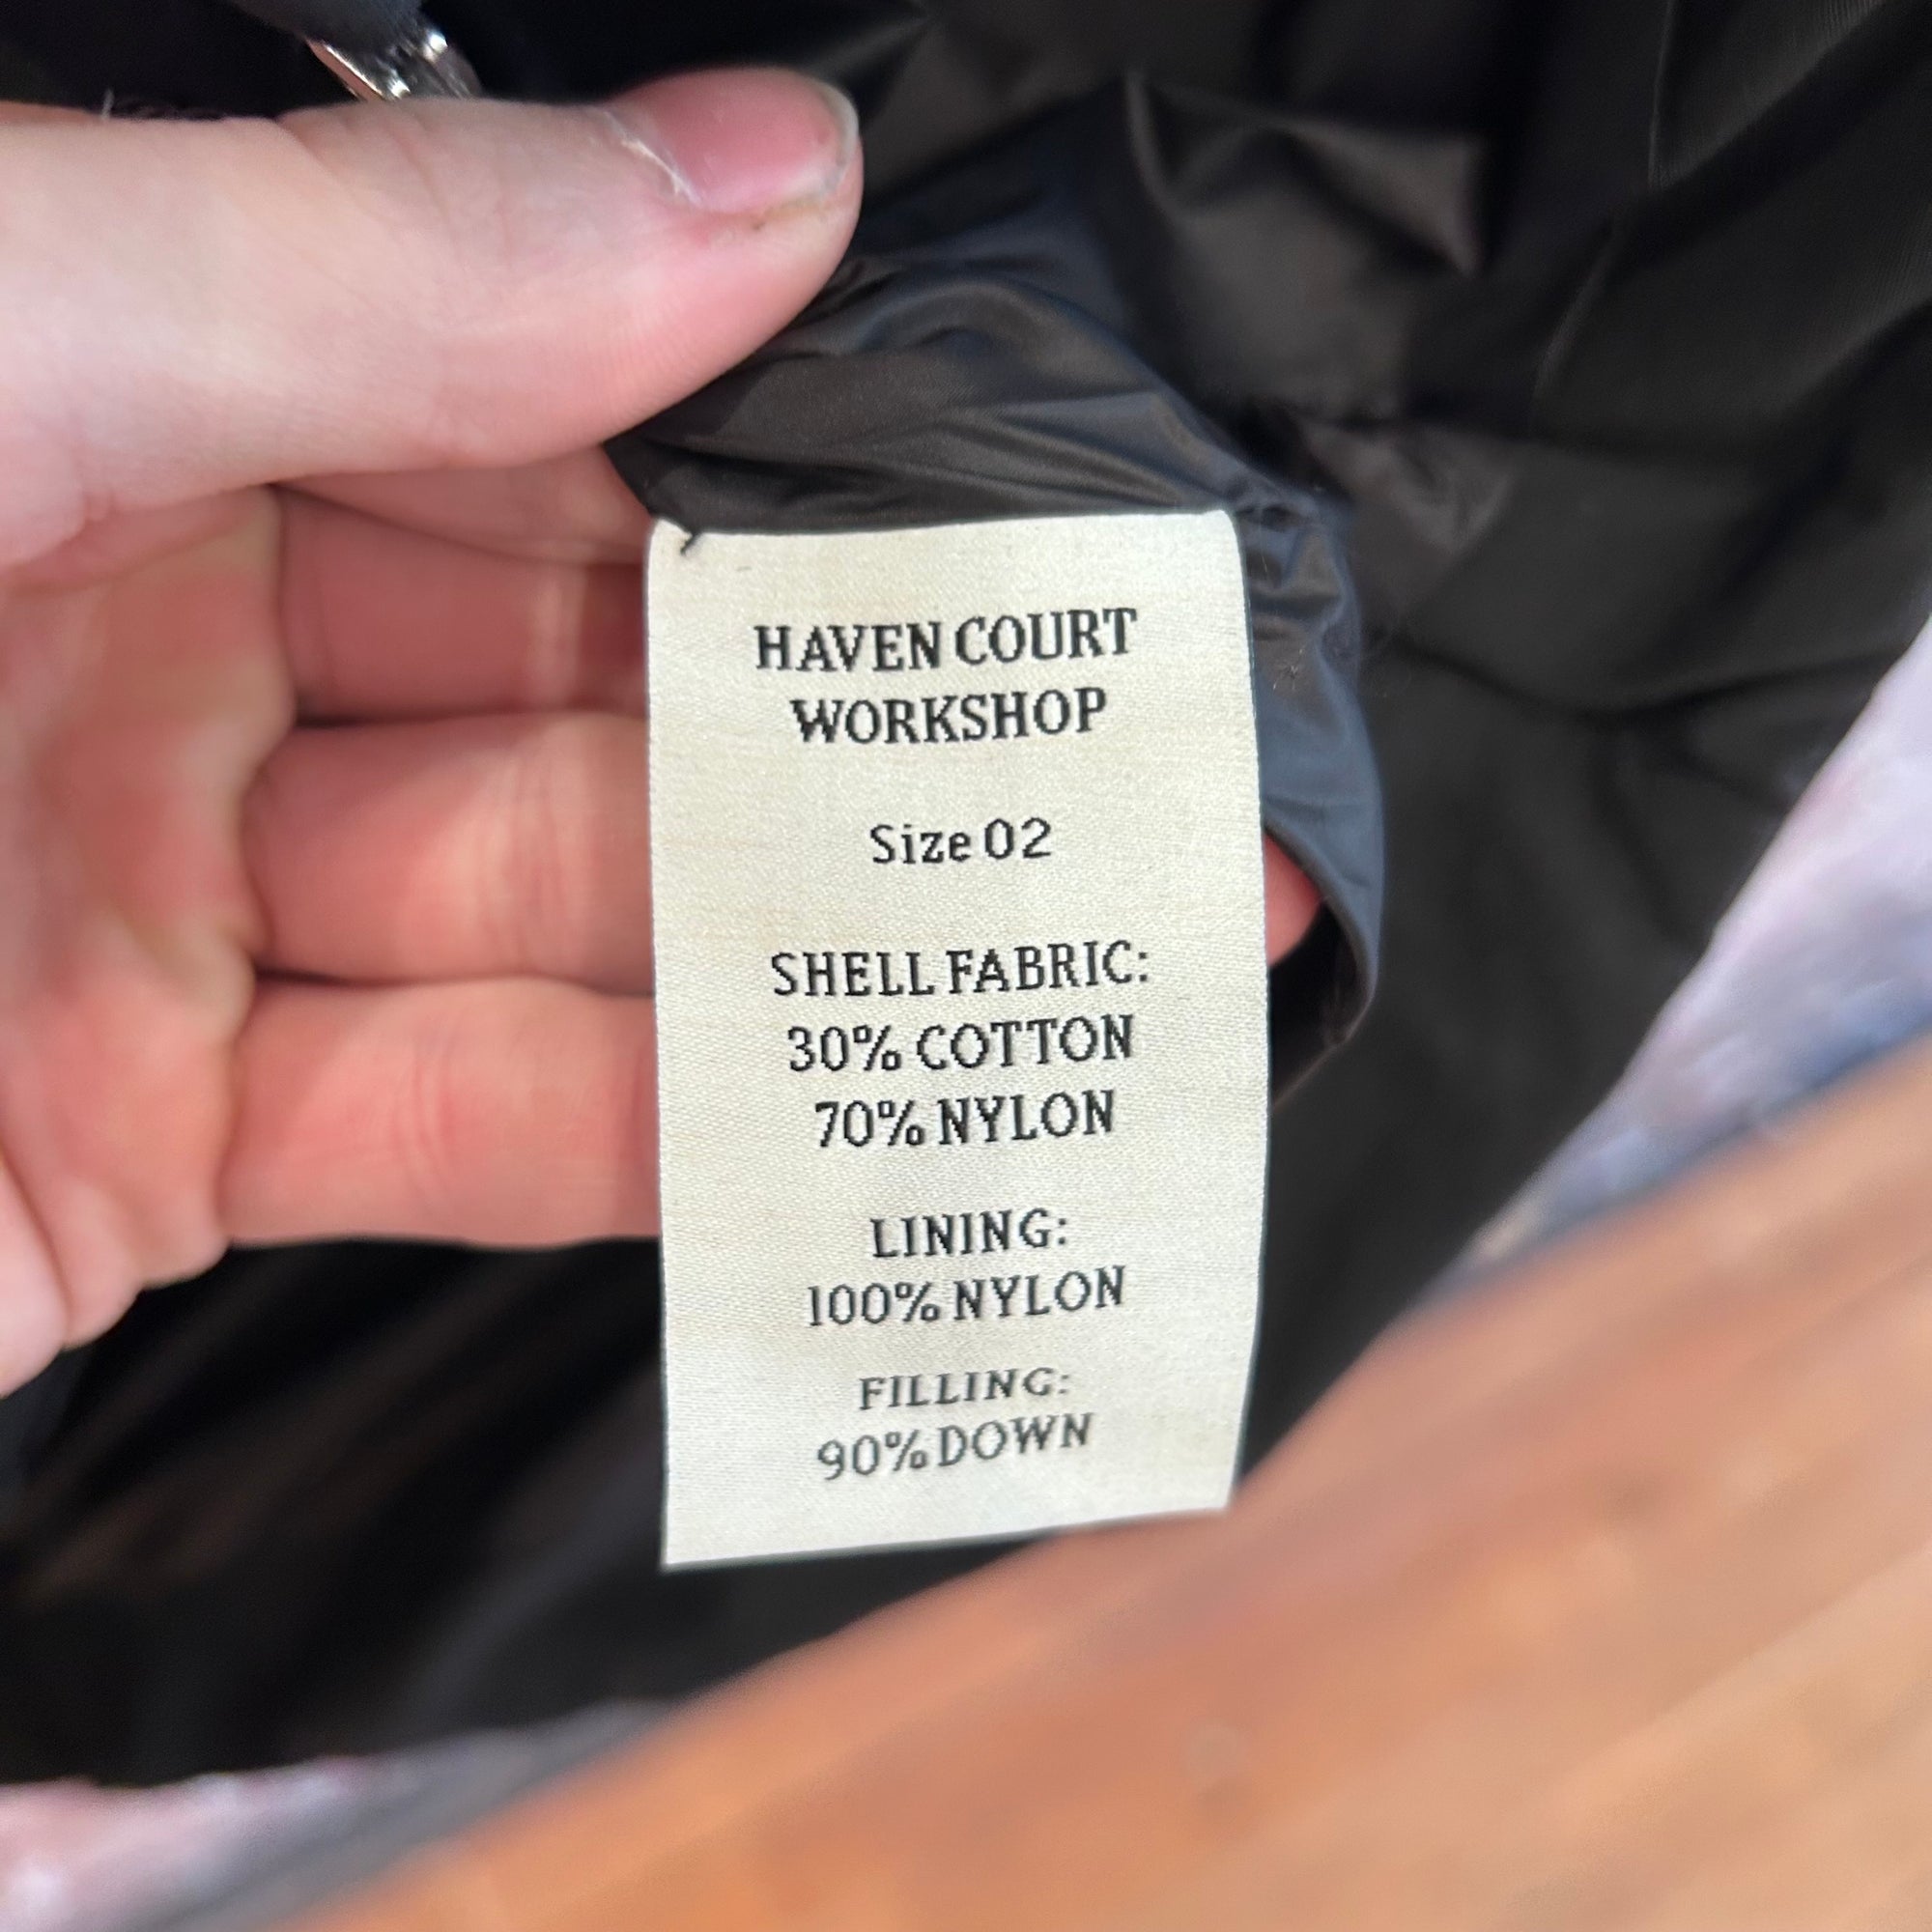 HAVEN COURT
WORKSHOP
Size 02
SHELL FABRIC:
30% COTTON
70% NYLON
LINING:
100% NYLON
FILLING:
90% DOWN